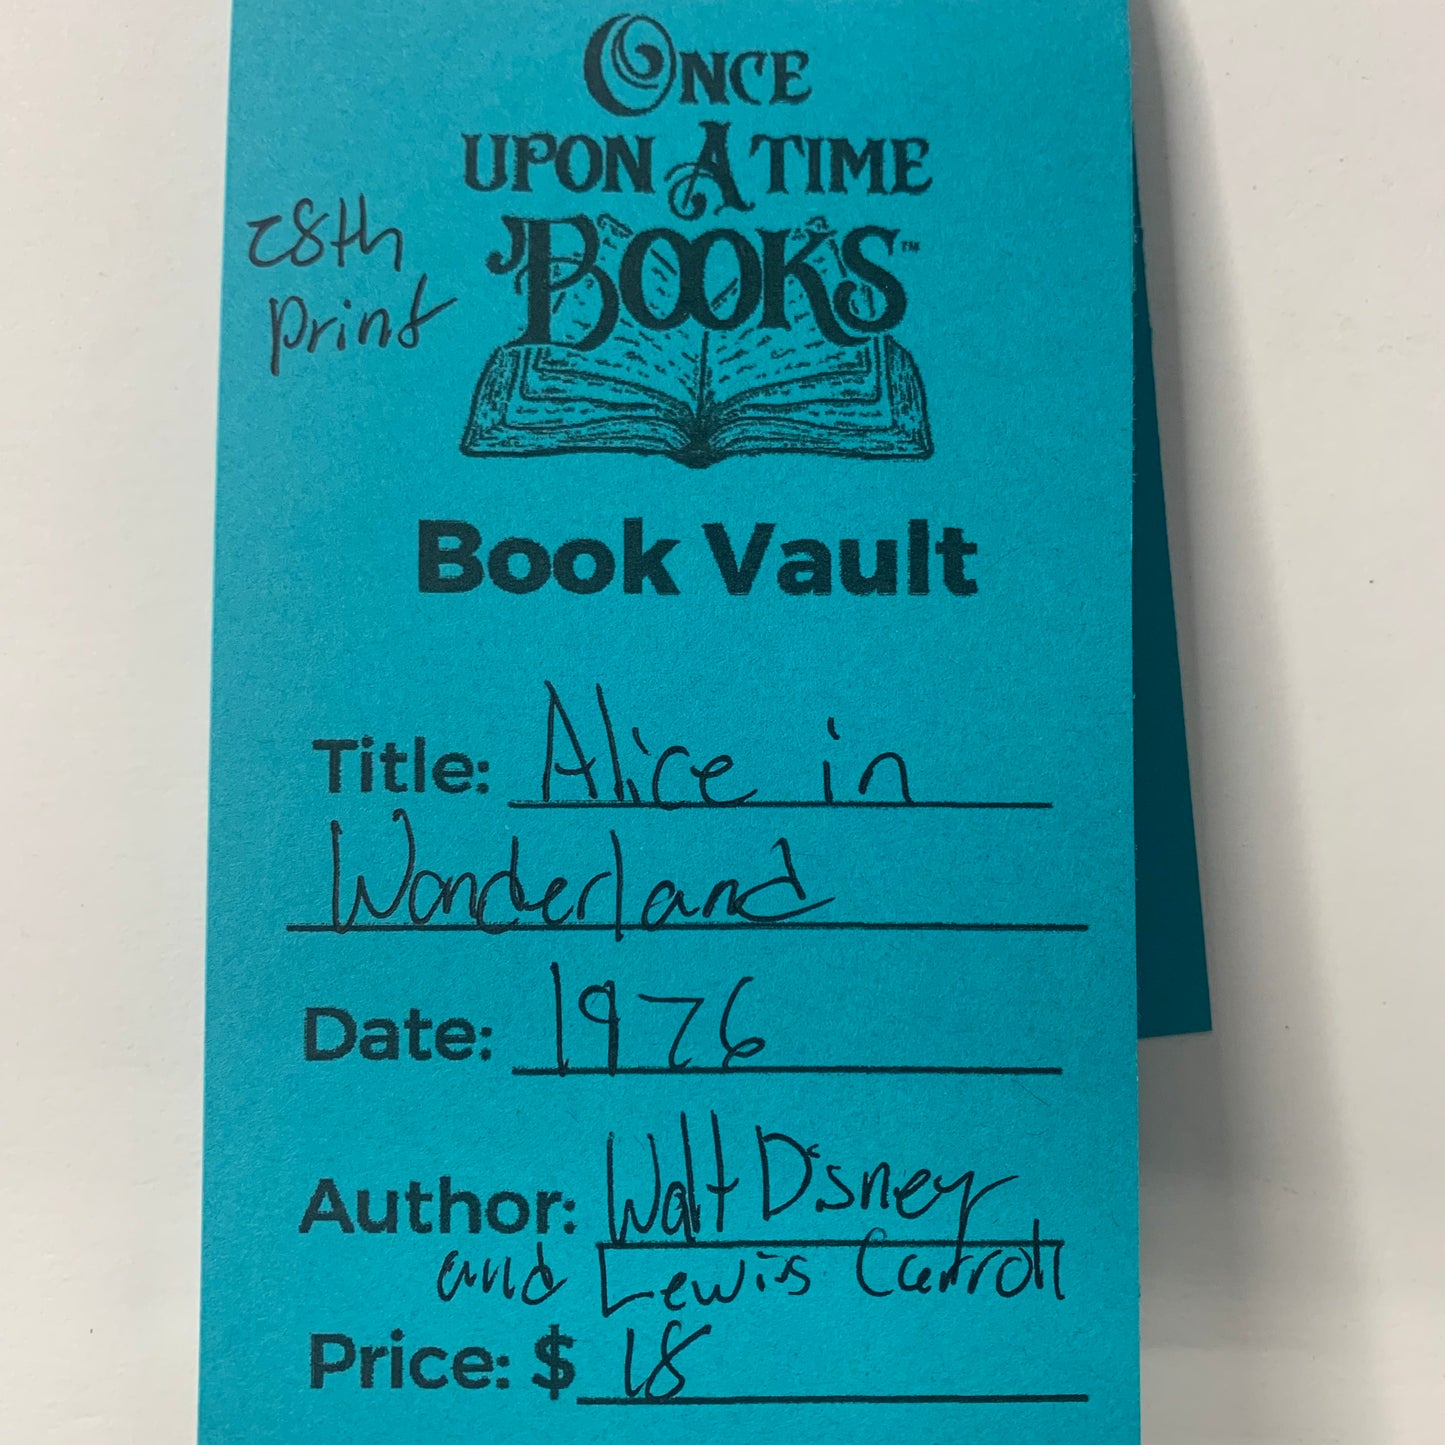 ONCE
UPON A TIME
BOOKS™
28th
print
Book Vault
Title: Alice in
Wonderland
Date: 1976
Author: Walt Disney
and Lewis Carroll
Price: $ 18